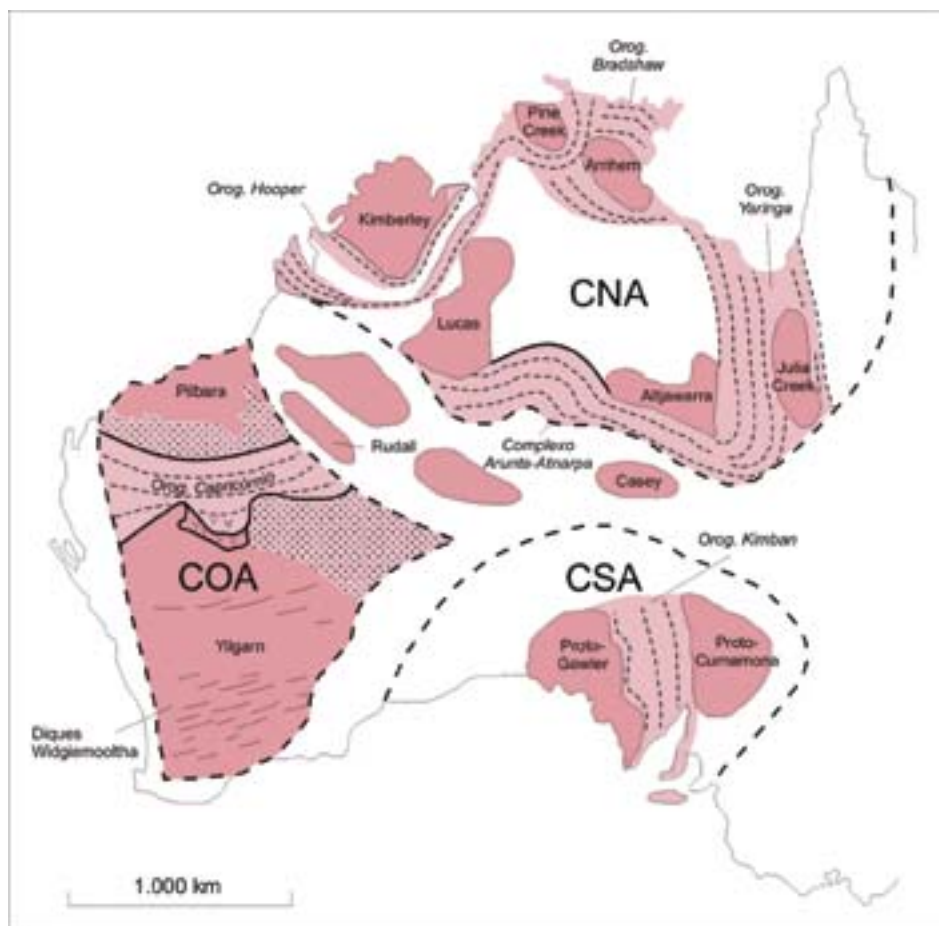 Orog.
Bradshaw
Pine
Creek
Arnhem
Orog. Hooper
Orog.
Yaringa
Kimberley
CNA
Lucas
Julia
Creek
Pilbara
Altjawarra
Rudall
Complexo
Arunta-Atnarpa
Orog. Capricórnio
Casey
Orog. Kimban
COA
CSA
Yilgarn
Proto-
Gawler
Proto-
Curnamona
Diques
Widgiemooltha
1.000 km